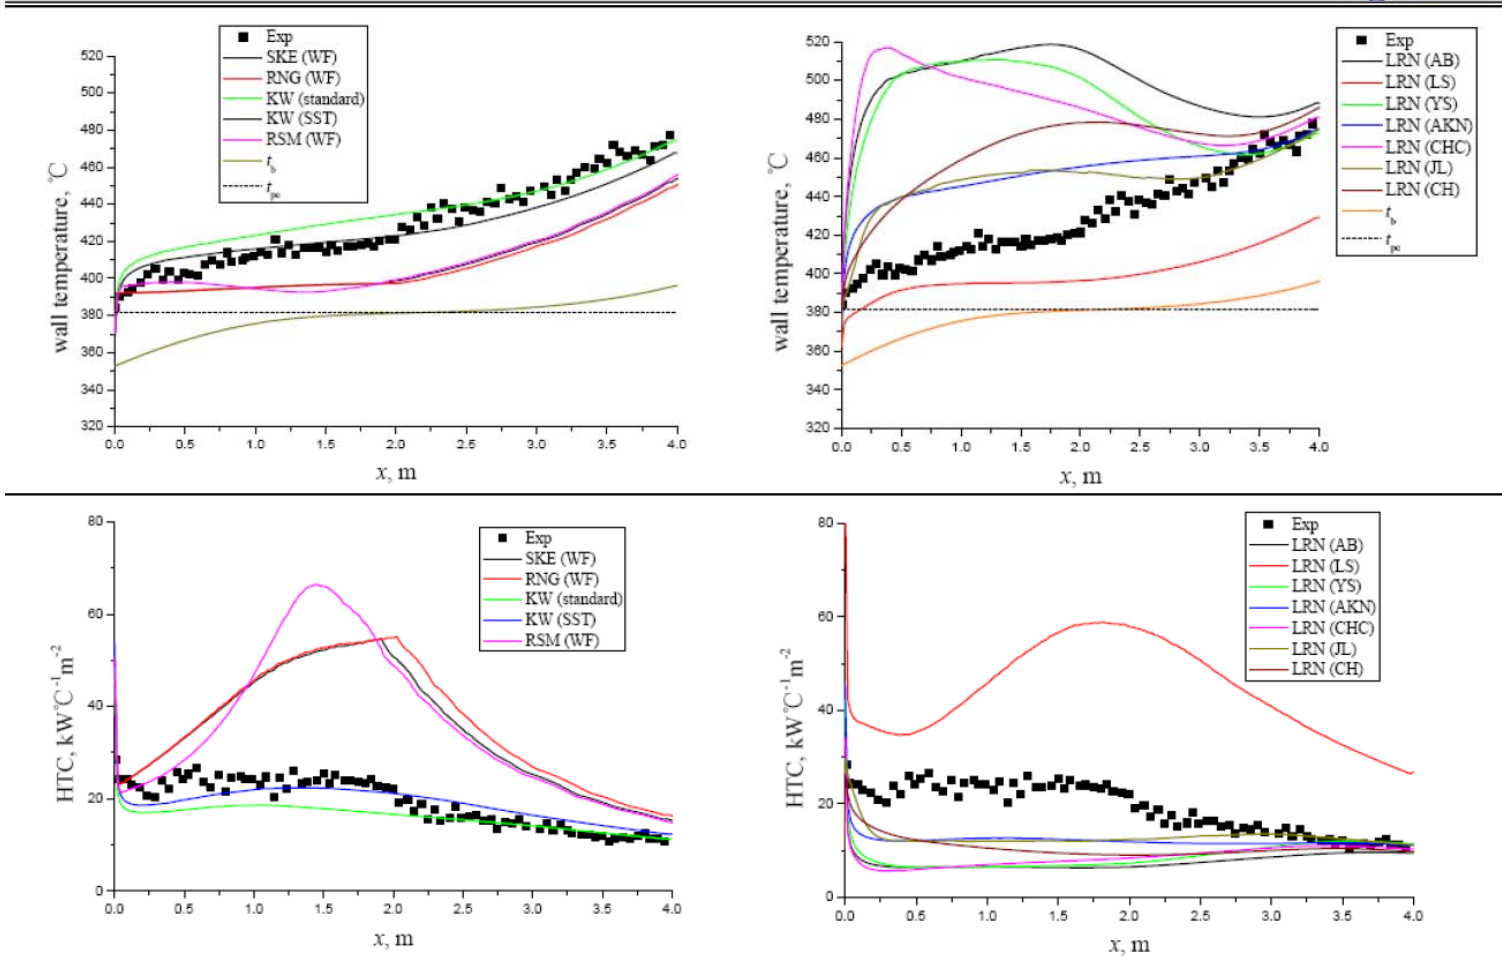 Exp
SKE (WF)
RNG (WF)
KW (standard)
KW (SST)
RSM (WF)
t_b
t_pc
520
500
480
460
440
420
400
380
360
340
320
wall temperature, °C
0.0 0.5 1.0 1.5 2.0 2.5 3.0 3.5 4.0
x, m
Exp
LRN (AB)
LRN (LS)
LRN (YS)
LRN (AKN)
LRN (CHC)
LRN (JL)
LRN (CH)
t_b
t_pc
520
500
480
460
440
420
400
380
360
340
320
wall temperature, °C
0.0 0.5 1.0 1.5 2.0 2.5 3.0 3.5 4.0
x, m
Exp
SKE (WF)
RNG (WF)
KW (standard)
KW (SST)
RSM (WF)
80
60
40
20
0
HTC, kW°C⁻¹m⁻²
0.0 0.5 1.0 1.5 2.0 2.5 3.0 3.5 4.0
x, m
Exp
LRN (AB)
LRN (LS)
LRN (YS)
LRN (AKN)
LRN (CHC)
LRN (JL)
LRN (CH)
80
60
40
20
0
HTC, kW°C⁻¹m⁻²
0.0 0.5 1.0 1.5 2.0 2.5 3.0 3.5 4.0
x, m